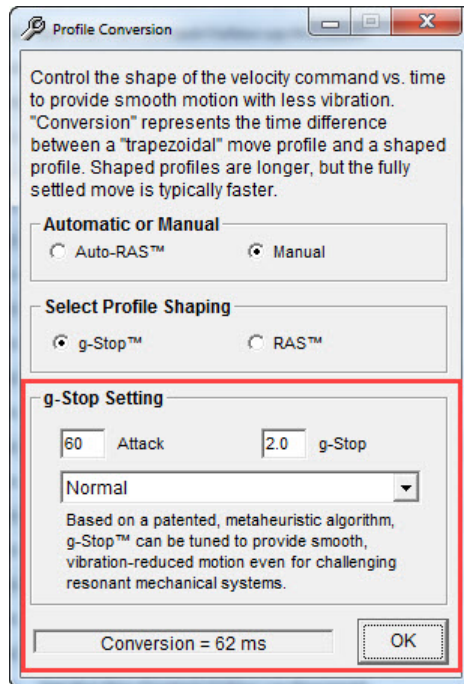 Profile Conversion
Control the shape of the velocity command vs. time
to provide smooth motion with less vibration.
"Conversion" represents the time difference
between a "trapezoidal" move profile and a shaped
profile. Shaped profiles are longer, but the fully
settled move is typically faster.
Automatic or Manual
Auto-RAS™ Manual
Select Profile Shaping
g-Stop™ RAS™
g-Stop Setting
60 Attack 2.0 g-Stop
Normal
Based on a patented, metaheuristic algorithm,
g-Stop™ can be tuned to provide smooth,
vibration-reduced motion even for challenging
resonant mechanical systems.
Conversion = 62 ms OK